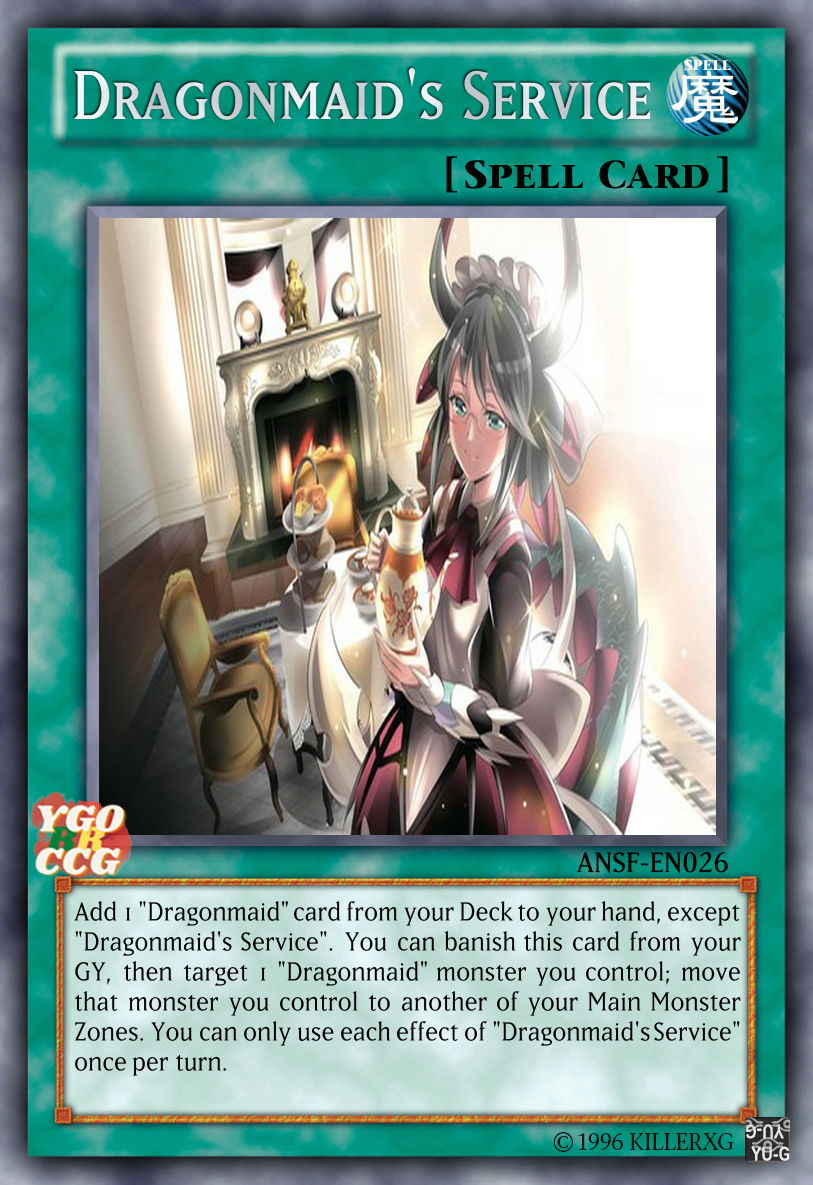 Dragonmaid's Service
SPELL
魔
[Spell Card]
YGO
BR
CCG
ANSF-EN026
Add 1 "Dragonmaid" card from your Deck to your hand, except
"Dragonmaid's Service". You can banish this card from your
GY, then target 1 "Dragonmaid" monster you control; move
that monster you control to another of your Main Monster
Zones. You can only use each effect of "Dragonmaid's Service"
once per turn.
© 1996 KILLERXG
YU-G
YU-G